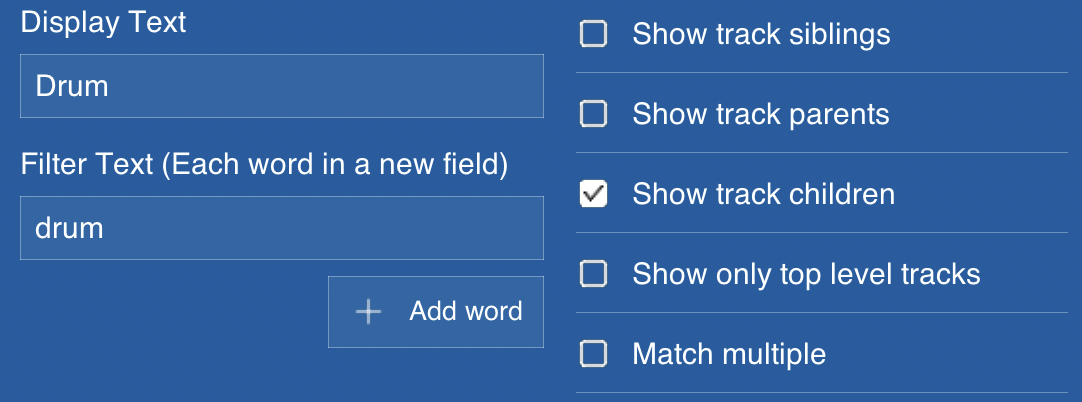 Display Text
Drum
Filter Text (Each word in a new field)
drum
Add word
Show track siblings
Show track parents
Show track children
Show only top level tracks
Match multiple